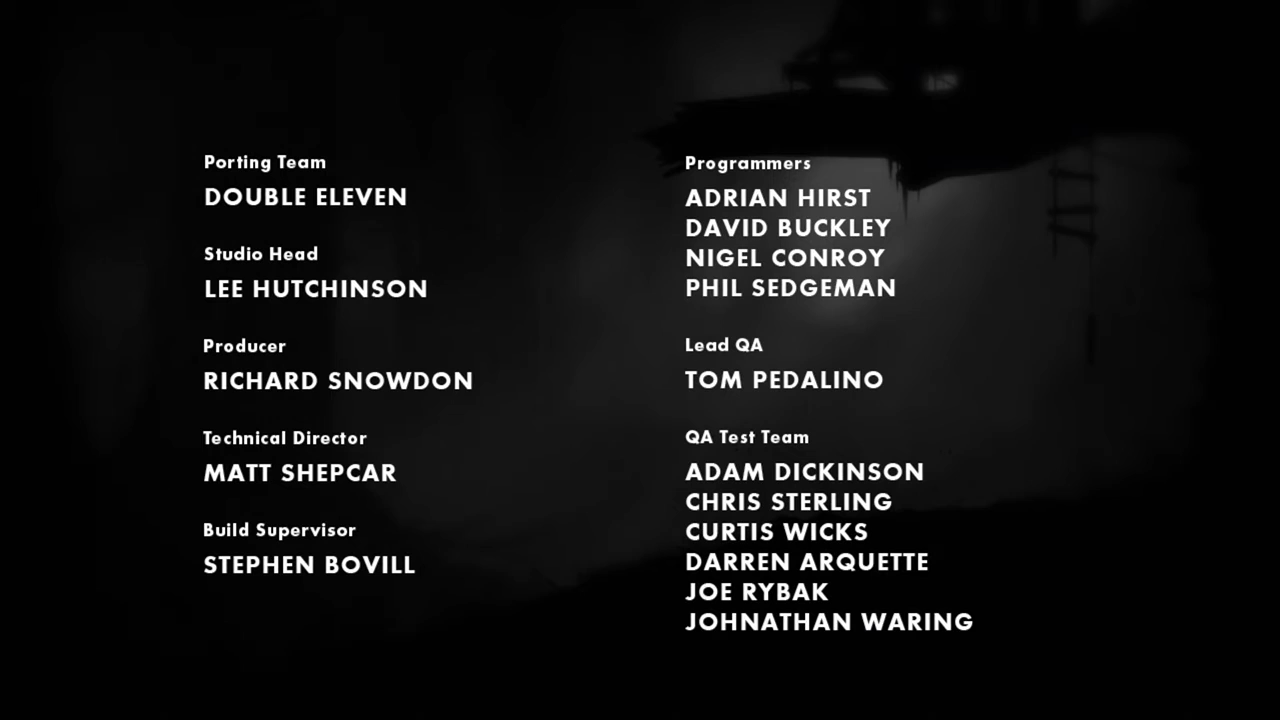 Porting Team
DOUBLE ELEVEN
Studio Head
LEE HUTCHINSON
Producer
RICHARD SNOWDON
Technical Director
MATT SHEPCAR
Build Supervisor
STEPHEN BOVILL
Programmers
ADRIAN HIRST
DAVID BUCKLEY
NIGEL CONROY
PHIL SEDGEMAN
Lead QA
TOM PEDALINO
QA Test Team
ADAM DICKINSON
CHRIS STERLING
CURTIS WICKS
DARREN ARQUETTE
JOE RYBAK
JOHNATHAN WARING